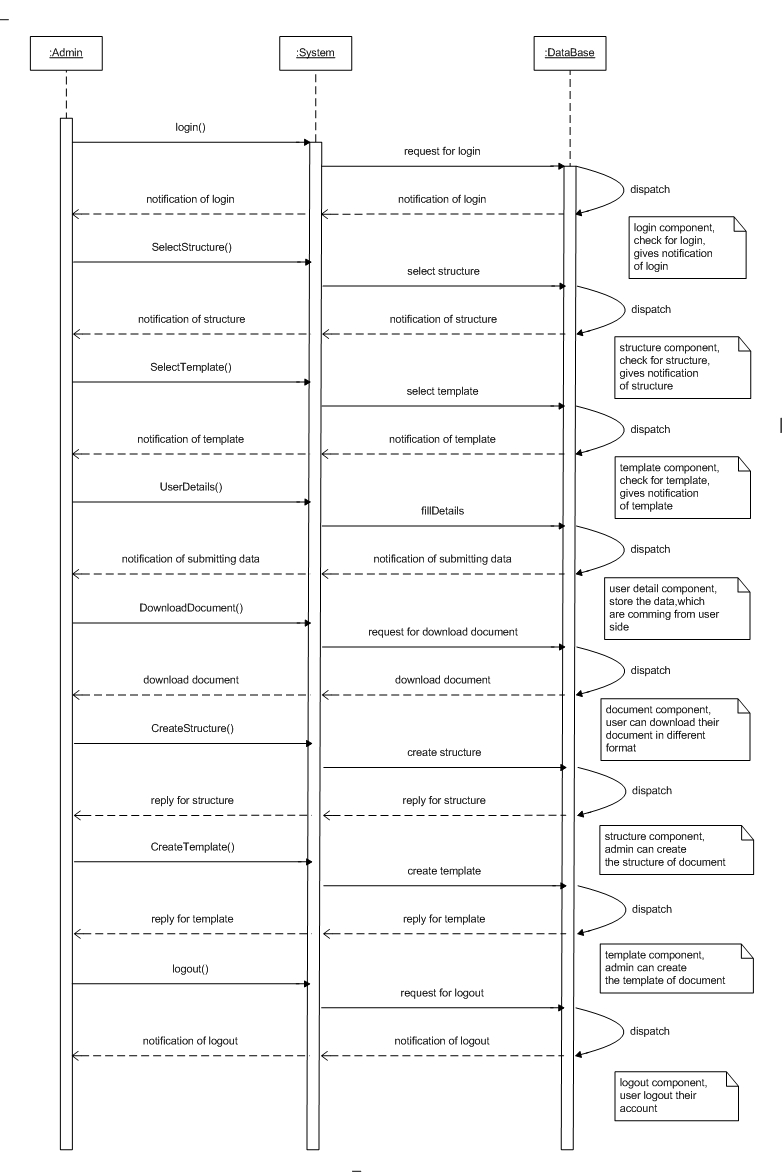 :Admin
:System
:DataBase
login()
request for login
dispatch
notification of login
notification of login
login component,
check for login,
gives notification
of login
SelectStructure()
select structure
dispatch
notification of structure
notification of structure
structure component,
check for structure,
gives notification
of structure
SelectTemplate()
select template
dispatch
notification of template
notification of template
template component,
check for template,
gives notification
of template
UserDetails()
fillDetails
dispatch
notification of submitting data
notification of submitting data
user detail component,
store the data,which
are comming from user
side
DownloadDocument()
request for download document
dispatch
download document
download document
document component,
user can download their
document in different
format
CreateStructure()
create structure
dispatch
reply for structure
reply for structure
structure component,
admin can create
the structure of document
CreateTemplate()
create template
dispatch
reply for template
reply for template
template component,
admin can create
the template of document
logout()
request for logout
dispatch
notification of logout
notification of logout
logout component,
user logout their
account